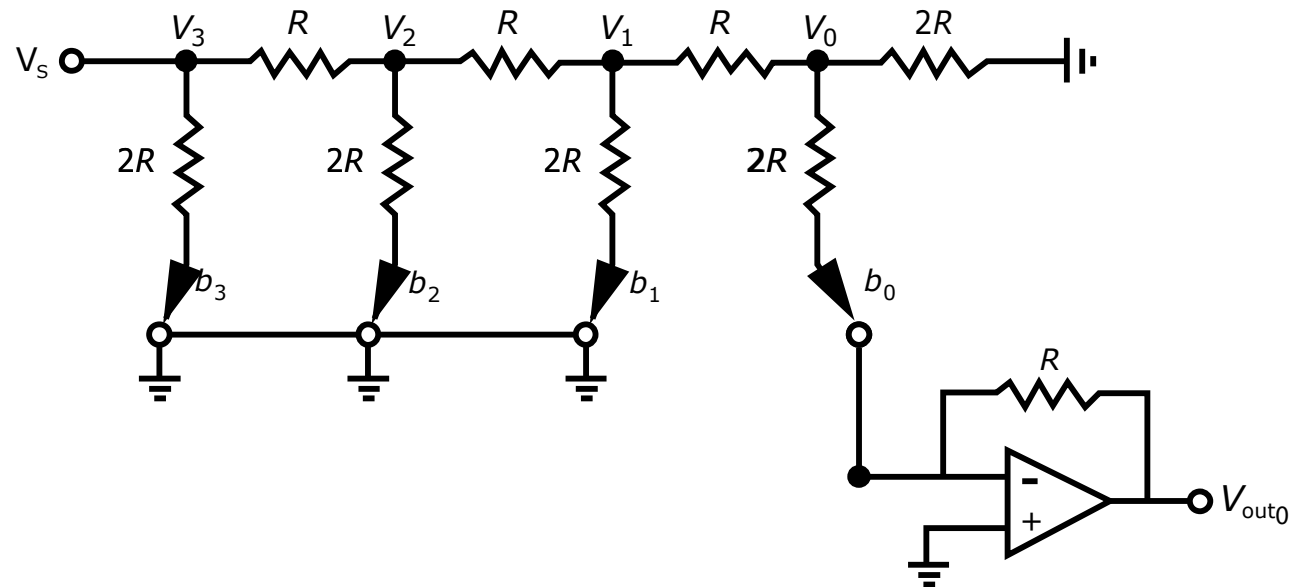 V₃ R V₂ R V₁ R V₀ 2R
Vₛ
2R 2R 2R 2R
b₃ b₂ b₁ b₀
R
-
+
Vout₀